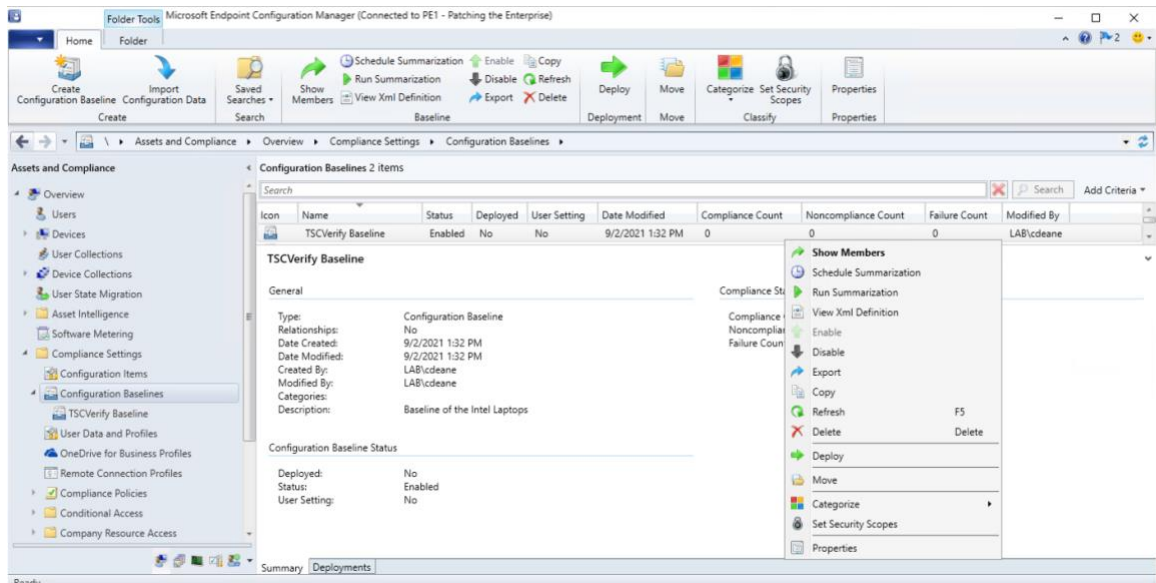 Folder Tools Microsoft Endpoint Configuration Manager (Connected to PE1 - Patching the Enterprise)
Home Folder
2
Create Configuration Baseline
Import Configuration Data
Create
Saved Searches
Search
Show Members
Schedule Summarization
Run Summarization
View Xml Definition
Enable
Disable
Export
Copy
Refresh
Delete
Baseline
Deploy
Deployment
Move
Move
Categorize
Set Security Scopes
Classify
Properties
Properties
\ Assets and Compliance Overview Compliance Settings Configuration Baselines
Assets and Compliance
Overview
Users
Devices
User Collections
Device Collections
User State Migration
Asset Intelligence
Software Metering
Compliance Settings
Configuration Items
Configuration Baselines
TSCVerify Baseline
User Data and Profiles
OneDrive for Business Profiles
Remote Connection Profiles
Compliance Policies
Conditional Access
Company Resource Access
Configuration Baselines 2 items
Search
Search Add Criteria
Icon Name Status Deployed User Setting Date Modified Compliance Count Noncompliance Count Failure Count Modified By
TSCVerify Baseline Enabled No No 9/2/2021 1:32 PM 0 0 0 LAB\cdeane
TSCVerify Baseline
General
Type: Configuration Baseline
Relationships: No
Date Created: 9/2/2021 1:32 PM
Date Modified: 9/2/2021 1:32 PM
Created By: LAB\cdeane
Modified By: LAB\cdeane
Categories:
Description: Baseline of the Intel Laptops
Configuration Baseline Status
Deployed: No
Status: Enabled
User Setting: No
Compliance Sta
Compliance
Noncomplia
Failure Coun
Show Members
Schedule Summarization
Run Summarization
View Xml Definition
Enable
Disable
Export
Copy
Refresh F5
Delete Delete
Deploy
Move
Categorize
Set Security Scopes
Properties
Summary Deployments
Ready